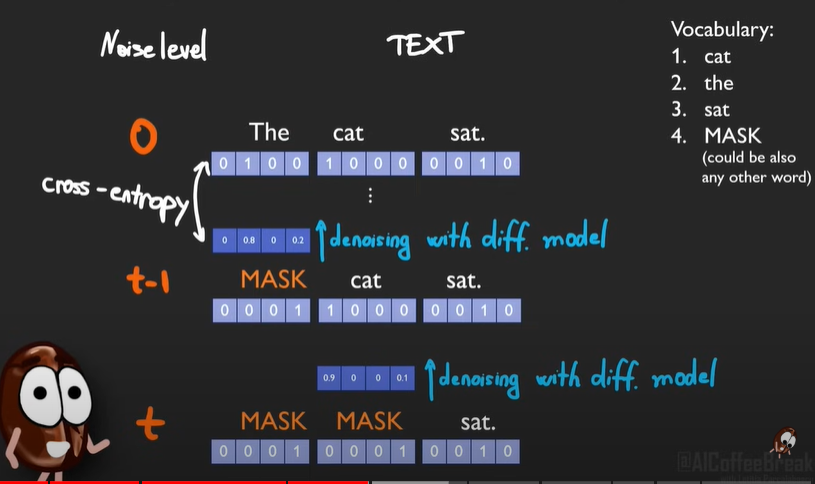 Noise level
TEXT
Vocabulary:
1. cat
2. the
3. sat
4. MASK
(could be also
any other word)
0
The cat sat.
0 1 0 0 1 0 0 0 0 0 1 0
cross-entropy
⋮
0 0.8 0 0.2 ↑ denoising with diff. model
t-1
MASK cat sat.
0 0 0 1 1 0 0 0 0 0 1 0
0.9 0 0 0.1 ↑ denoising with diff. model
t
MASK MASK sat.
0 0 0 1 0 0 0 1 0 0 1 0
@AICoffeeBreak